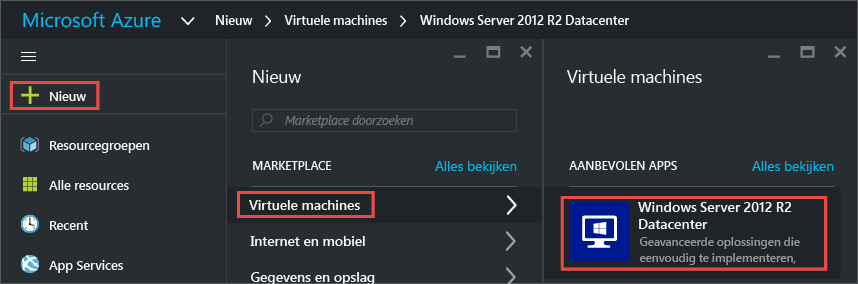 Microsoft Azure Nieuw Virtuele machines Windows Server 2012 R2 Datacenter
Nieuw
Resourcegroepen
Alle resources
Recent
App Services
Nieuw
Marketplace doorzoeken
MARKETPLACE Alles bekijken
Virtuele machines
Internet en mobiel
Gegevens en opslag
Virtuele machines
AANBEVOLEN APPS Alles bekijken
Windows Server 2012 R2
Datacenter
Geavanceerde oplossingen die
eenvoudig te implementeren,